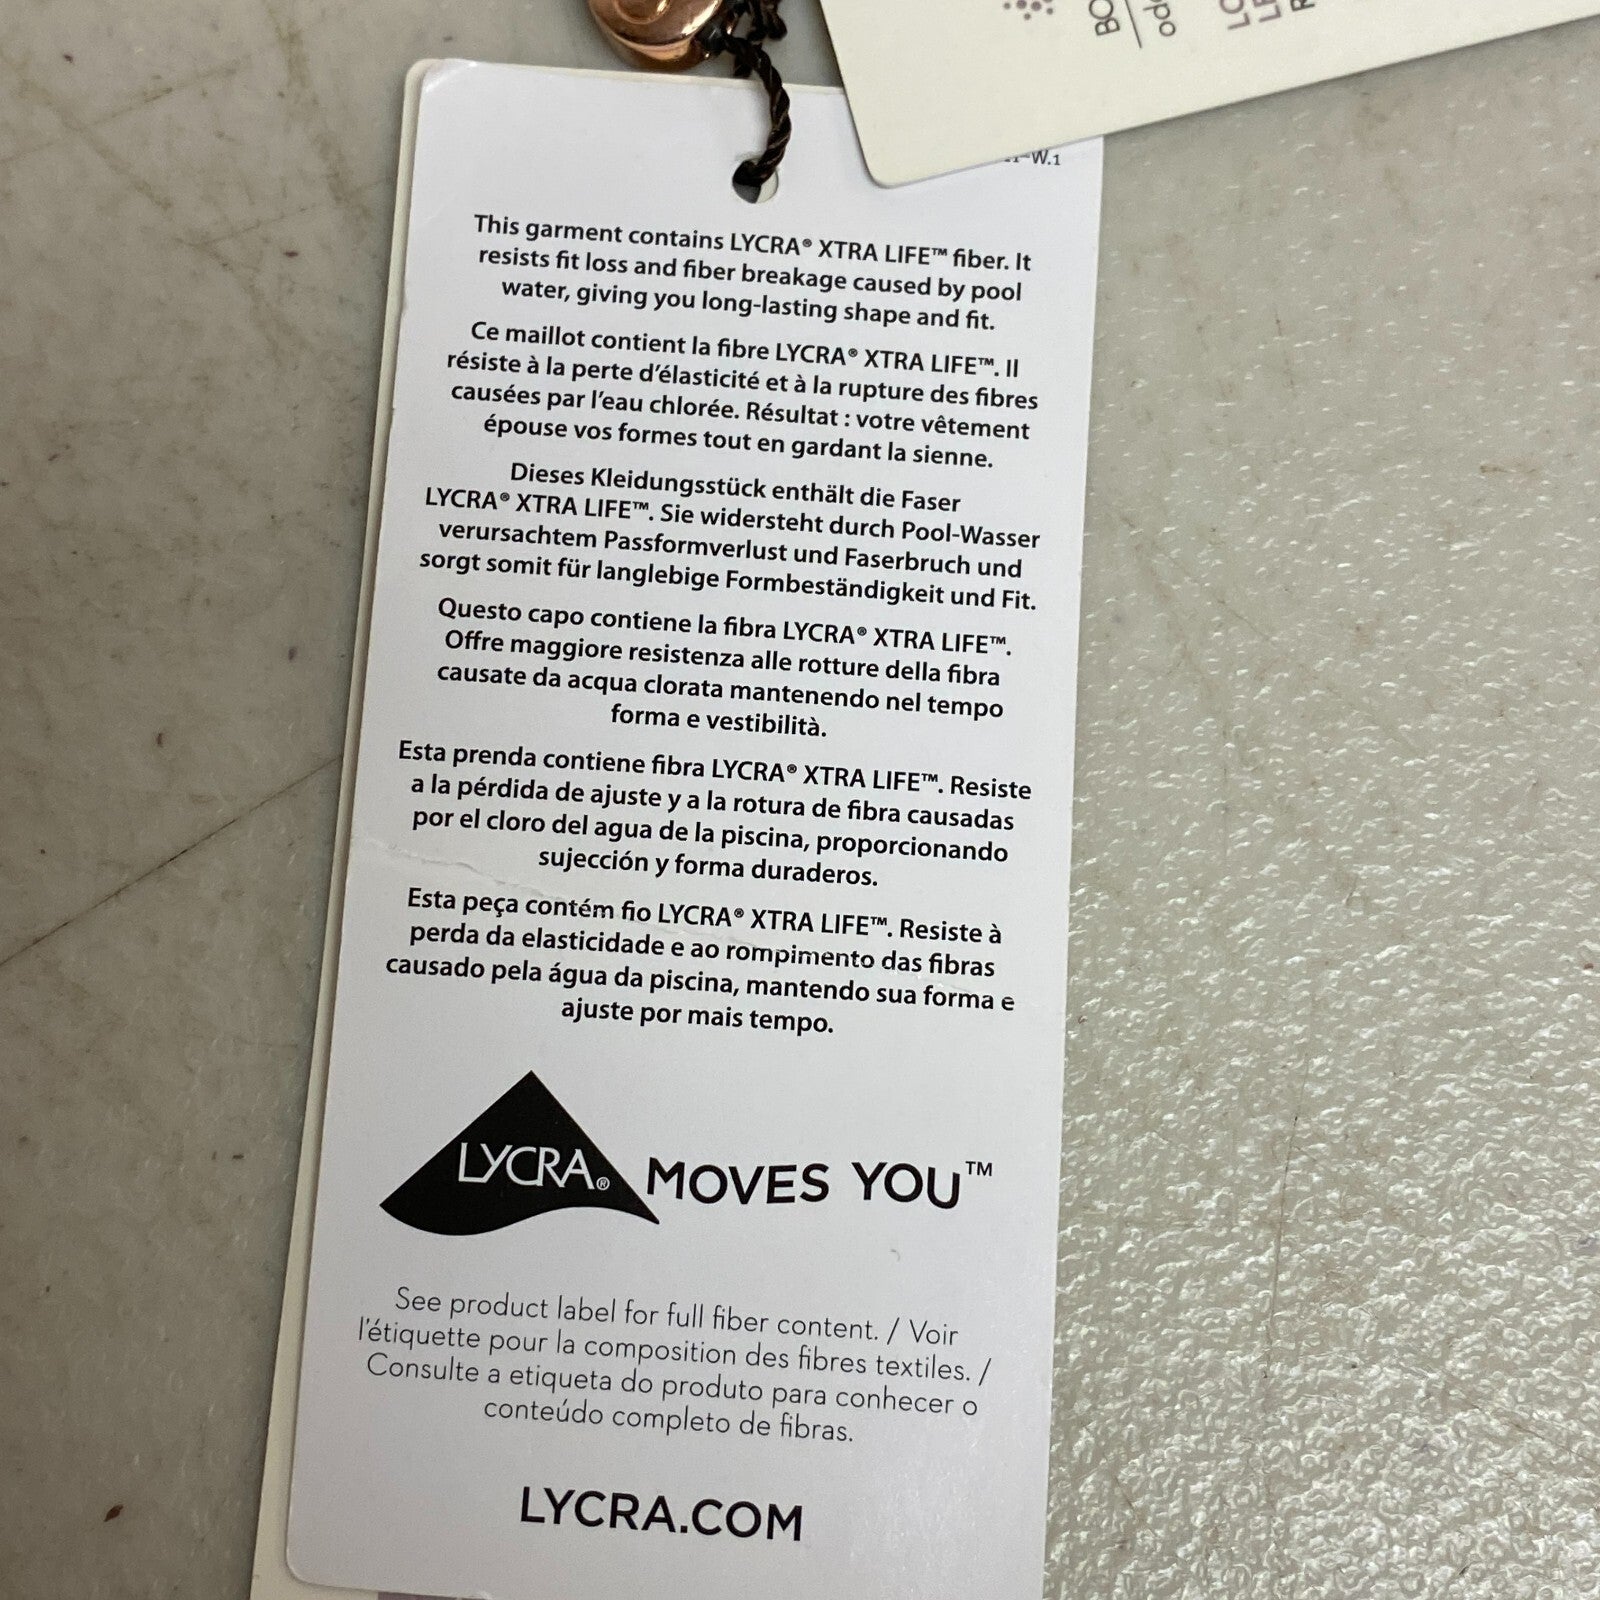 BO
od
LO
LE
R
W.1
This garment contains LYCRA® XTRA LIFE™ fiber. It
resists fit loss and fiber breakage caused by pool
water, giving you long-lasting shape and fit.
Ce maillot contient la fibre LYCRA® XTRA LIFE™. Il
résiste à la perte d'élasticité et à la rupture des fibres
causées par l'eau chlorée. Résultat : votre vêtement
épouse vos formes tout en gardant la sienne.
Dieses Kleidungsstück enthält die Faser
LYCRA® XTRA LIFE™. Sie widersteht durch Pool-Wasser
verursachtem Passformverlust und Faserbruch und
sorgt somit für langlebige Formbeständigkeit und Fit.
Questo capo contiene la fibra LYCRA® XTRA LIFE™.
Offre maggiore resistenza alle rotture della fibra
causate da acqua clorata mantenendo nel tempo
forma e vestibilità.
Esta prenda contiene fibra LYCRA® XTRA LIFE™. Resiste
a la pérdida de ajuste y a la rotura de fibra causadas
por el cloro del agua de la piscina, proporcionando
sujección y forma duraderos.
Esta peça contém fio LYCRA® XTRA LIFE™. Resiste à
perda da elasticidade e ao rompimento das fibras
causado pela água da piscina, mantendo sua forma e
ajuste por mais tempo.
LYCRA® MOVES YOU™
See product label for full fiber content. / Voir
l'étiquette pour la composition des fibres textiles. /
Consulte a etiqueta do produto para conhecer o
conteúdo completo de fibras.
LYCRA.COM